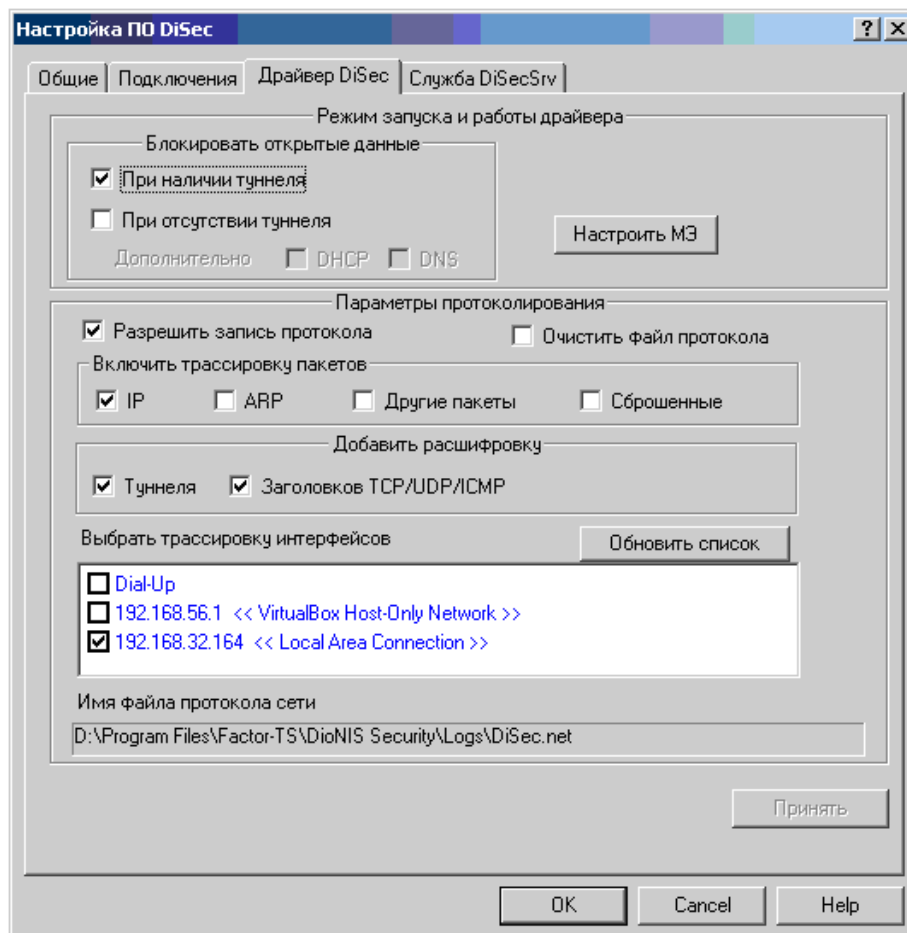 Настройка ПО DiSec
Общие Подключения Драйвер DiSec Служба DiSecSrv
Режим запуска и работы драйвера
Блокировать открытые данные
При наличии туннеля
При отсутствии туннеля
Дополнительно DHCP DNS
Настроить МЭ
Параметры протоколирования
Разрешить запись протокола Очистить файл протокола
Включить трассировку пакетов
IP ARP Другие пакеты Сброшенные
Добавить расшифровку
Туннеля Заголовков TCP/UDP/ICMP
Выбрать трассировку интерфейсов Обновить список
Dial-Up
192.168.56.1 << VirtualBox Host-Only Network >>
192.168.32.164 << Local Area Connection >>
Имя файла протокола сети
D:\Program Files\Factor-TS\DioNIS Security\Logs\DiSec.net
Принять
OK Cancel Help